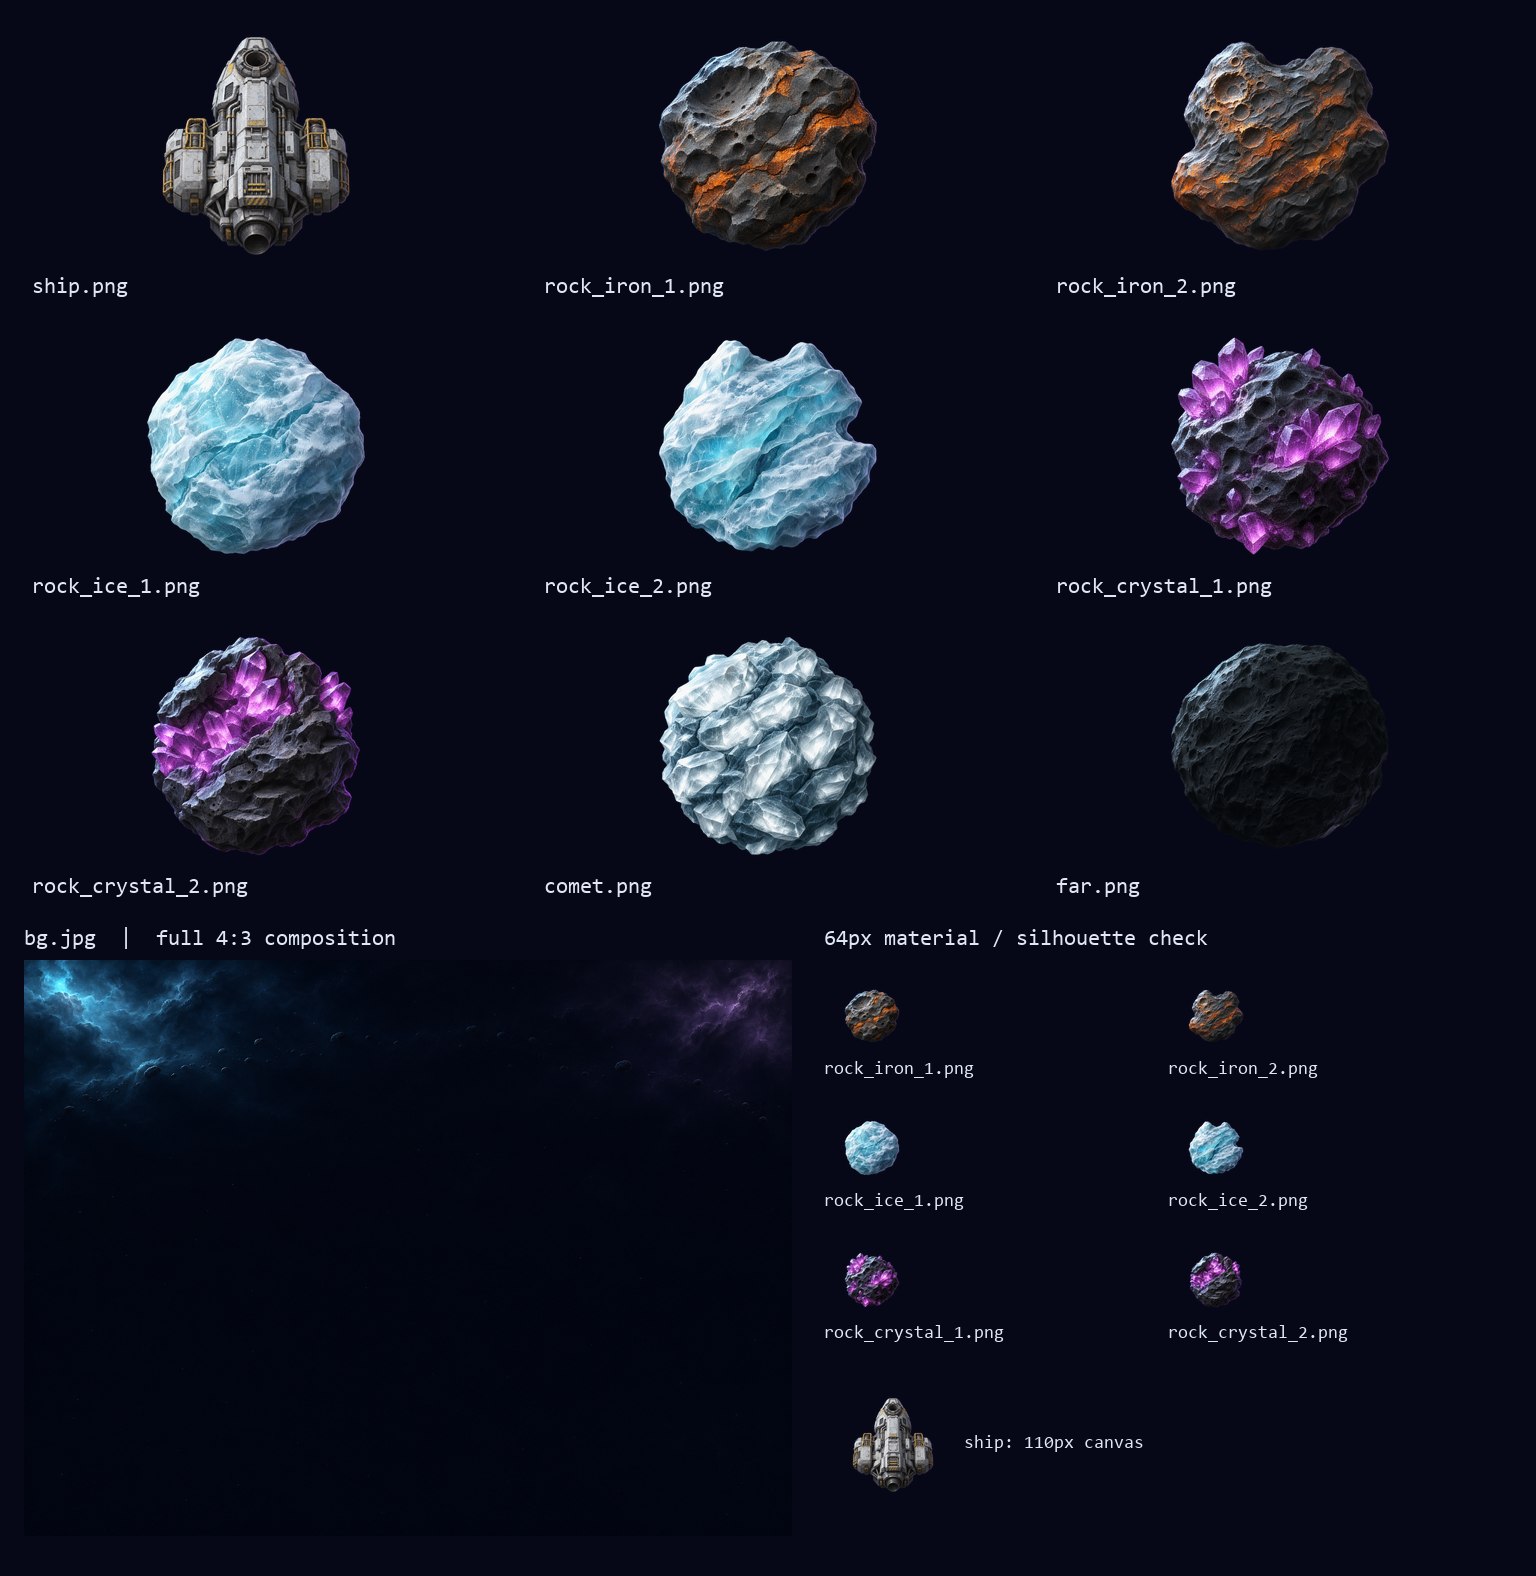 ship.png
rock_iron_1.png
rock_iron_2.png
rock_ice_1.png
rock_ice_2.png
rock_crystal_1.png
rock_crystal_2.png
comet.png
far.png
bg.jpg | full 4:3 composition
64px material / silhouette check
rock_iron_1.png
rock_iron_2.png
rock_ice_1.png
rock_ice_2.png
rock_crystal_1.png
rock_crystal_2.png
ship: 110px canvas